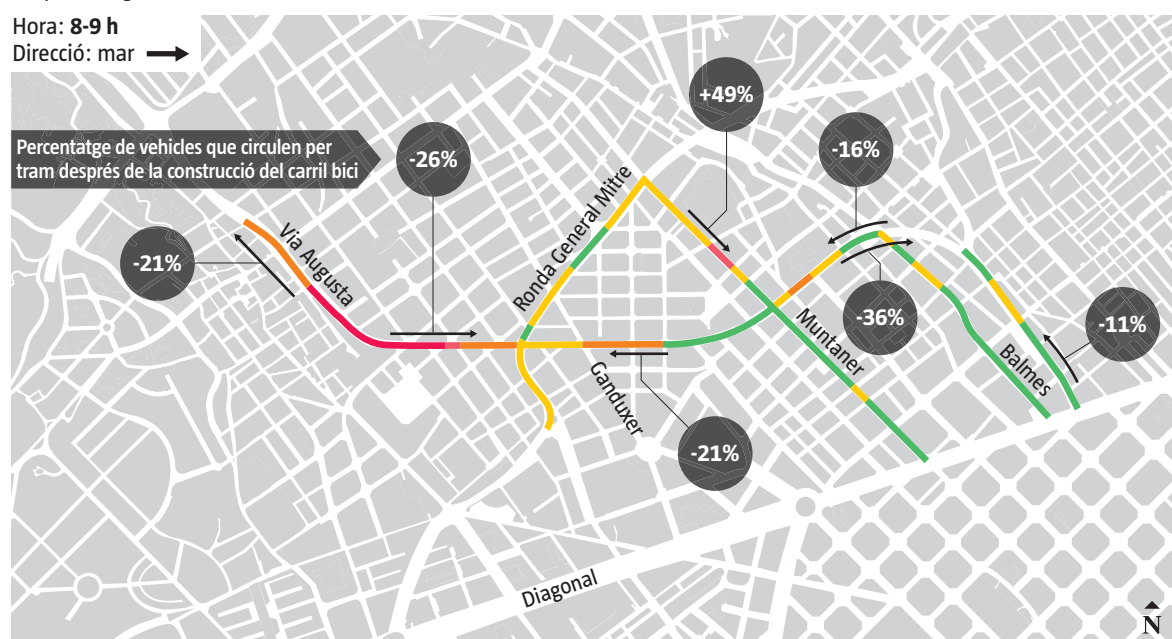 Hora: 8-9 h
Direcció: mar
Percentatge de vehicles que circulen per
tram després de la construcció del carril bici
+49%
-26%
-16%
-21%
Via Augusta
Ronda General Mitre
-36%
-11%
Muntaner
Balmes
Ganduxer
-21%
Diagonal
N